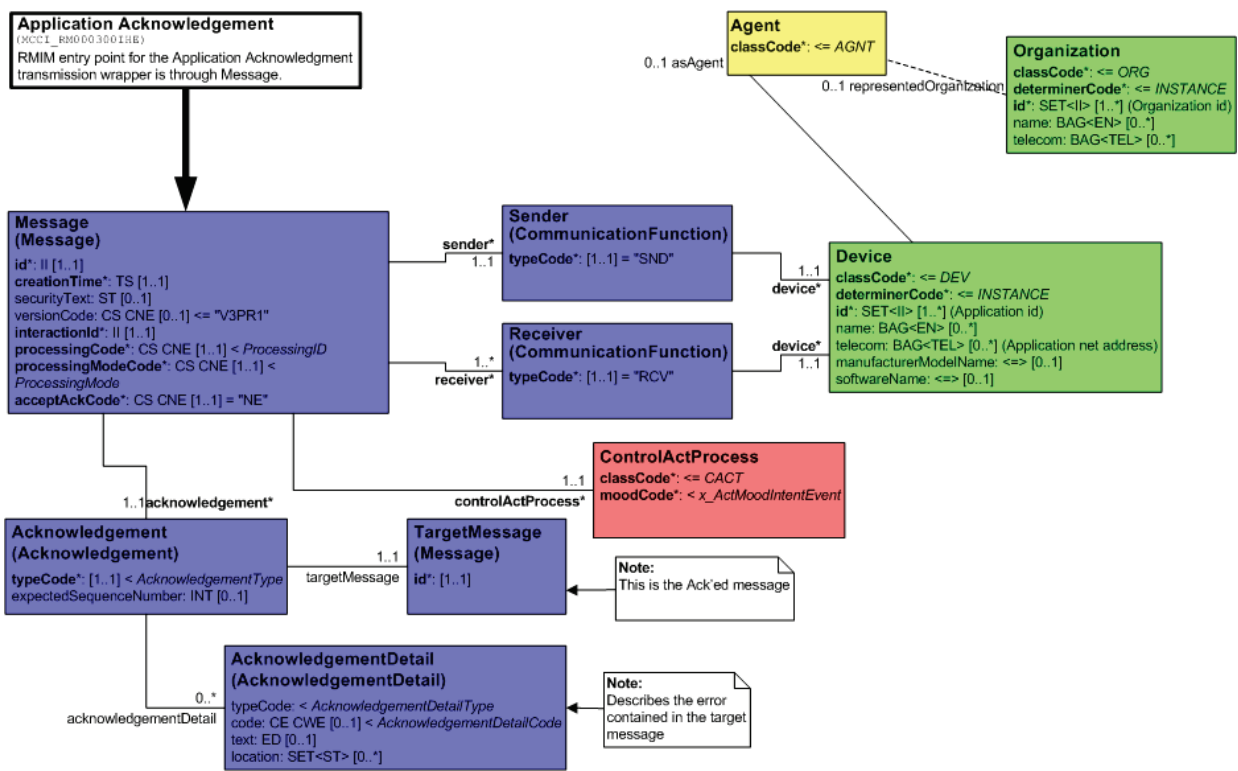 Application Acknowledgement
(MCCI_RM000300IHE)
RMIM entry point for the Application Acknowledgment
transmission wrapper is through Message.
Agent
classCode*: <= AGNT
0..1 asAgent
0..1 representedOrganization
Organization
classCode*: <= ORG
determinerCode*: <= INSTANCE
id*: SET<II> [1..*] (Organization id)
name: BAG<EN> [0..*]
telecom: BAG<TEL> [0..*]
Message
(Message)
id*: II [1..1]
creationTime*: TS [1..1]
securityText: ST [0..1]
versionCode: CS CNE [0..1] <= "V3PR1"
interactionId*: II [1..1]
processingCode*: CS CNE [1..1] < ProcessingID
processingModeCode*: CS CNE [1..1] <
ProcessingMode
acceptAckCode*: CS CNE [1..1] = "NE"
sender*
1..1
Sender
(CommunicationFunction)
typeCode*: [1..1] = "SND"
1..1
device*
1..*
receiver*
Receiver
(CommunicationFunction)
typeCode*: [1..1] = "RCV"
device*
1..1
Device
classCode*: <= DEV
determinerCode*: <= INSTANCE
id*: SET<II> [1..*] (Application id)
name: BAG<EN> [0..*]
telecom: BAG<TEL> [0..*] (Application net address)
manufacturerModelName: <=> [0..1]
softwareName: <=> [0..1]
1..1
controlActProcess*
ControlActProcess
classCode*: <= CACT
moodCode*: < x_ActMoodIntentEvent
1..1acknowledgement*
Acknowledgement
(Acknowledgement)
typeCode*: [1..1] < AcknowledgementType
expectedSequenceNumber: INT [0..1]
1..1
targetMessage
TargetMessage
(Message)
id*: [1..1]
Note:
This is the Ack'ed message
0..*
acknowledgementDetail
AcknowledgementDetail
(AcknowledgementDetail)
typeCode: < AcknowledgementDetailType
code: CE CWE [0..1] < AcknowledgementDetailCode
text: ED [0..1]
location: SET<ST> [0..*]
Note:
Describes the error
contained in the target
message